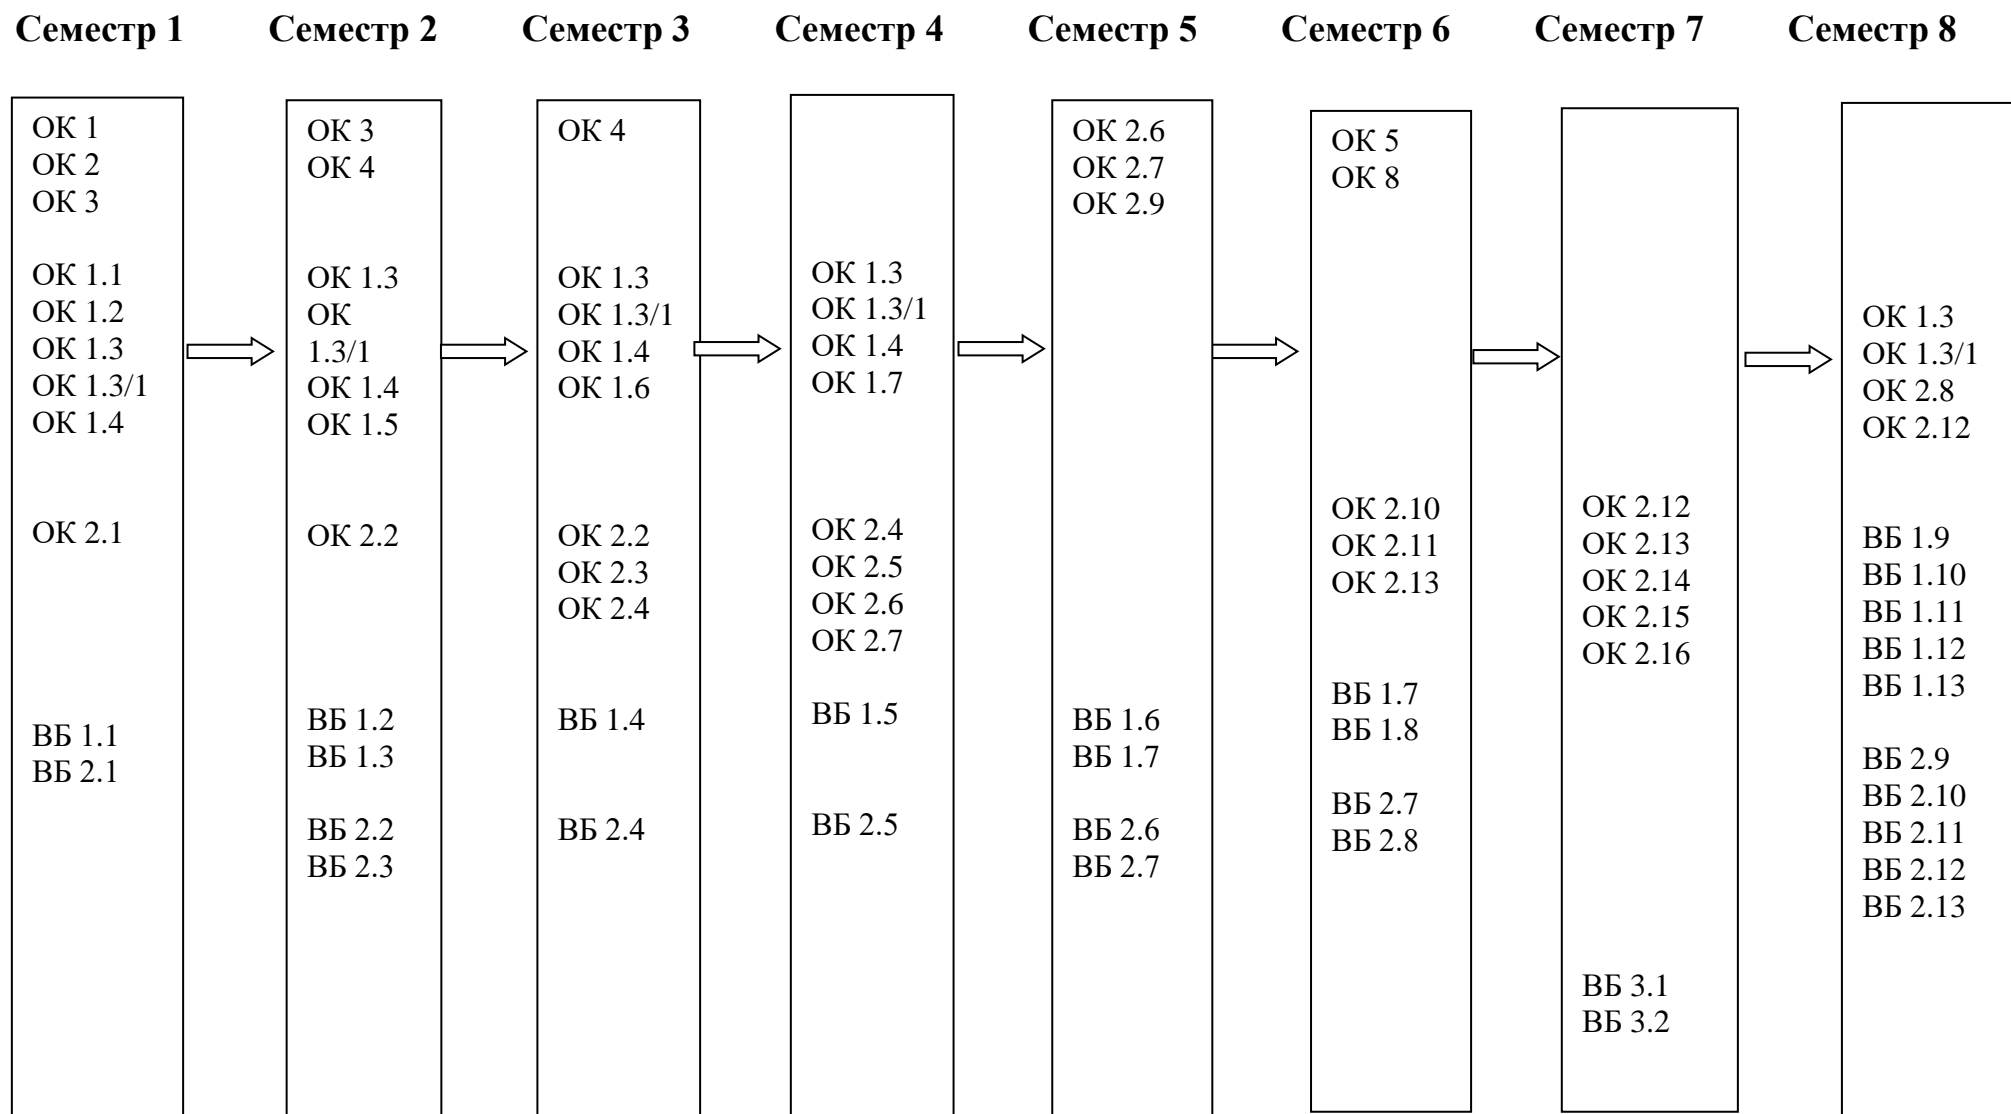 Семестр 1
Семестр 2
Семестр 3
Семестр 4
Семестр 5
Семестр 6
Семестр 7
Семестр 8
ОК 1
ОК 2
ОК 3
ОК 1.1
ОК 1.2
ОК 1.3
ОК 1.3/1
ОК 1.4
ОК 2.1
ВБ 1.1
ВБ 2.1
ОК 3
ОК 4
ОК 1.3
ОК
1.3/1
ОК 1.4
ОК 1.5
ОК 2.2
ВБ 1.2
ВБ 1.3
ВБ 2.2
ВБ 2.3
ОК 4
ОК 1.3
ОК 1.3/1
ОК 1.4
ОК 1.6
ОК 2.2
ОК 2.3
ОК 2.4
ВБ 1.4
ВБ 2.4
ОК 1.3
ОК 1.3/1
ОК 1.4
ОК 1.7
ОК 2.4
ОК 2.5
ОК 2.6
ОК 2.7
ВБ 1.5
ВБ 2.5
ОК 2.6
ОК 2.7
ОК 2.9
ВБ 1.6
ВБ 1.7
ВБ 2.6
ВБ 2.7
ОК 5
ОК 8
ОК 2.10
ОК 2.11
ОК 2.13
ВБ 1.7
ВБ 1.8
ВБ 2.7
ВБ 2.8
ОК 2.12
ОК 2.13
ОК 2.14
ОК 2.15
ОК 2.16
ВБ 3.1
ВБ 3.2
ОК 1.3
ОК 1.3/1
ОК 2.8
ОК 2.12
ВБ 1.9
ВБ 1.10
ВБ 1.11
ВБ 1.12
ВБ 1.13
ВБ 2.9
ВБ 2.10
ВБ 2.11
ВБ 2.12
ВБ 2.13